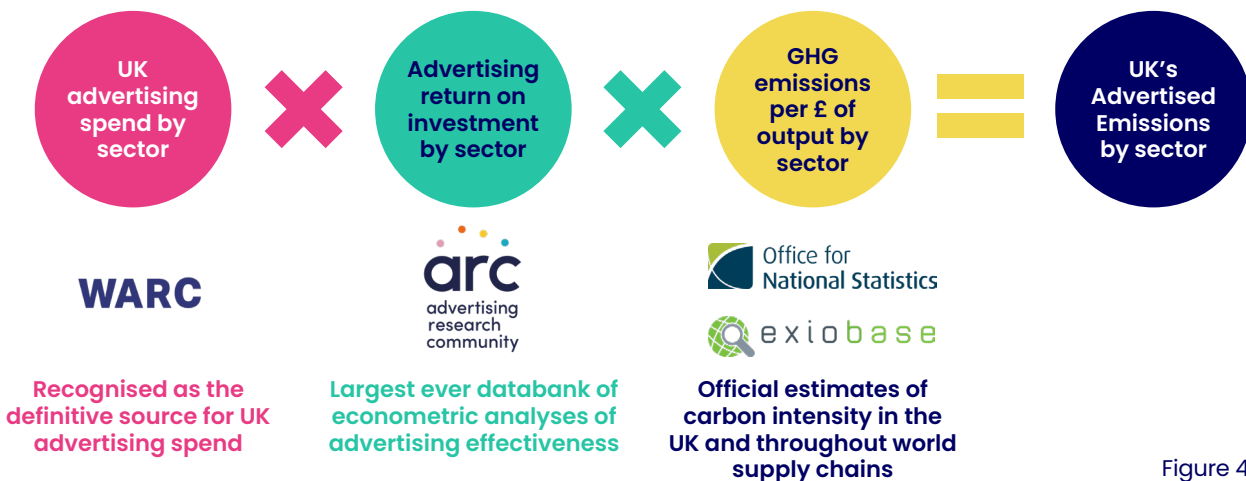 UK
advertising
spend by
sector
Advertising
return on
investment
by sector
GHG
emissions
per £ of
output by
sector
UK's
Advertised
Emissions
by sector
WARC
arc
advertising
research
community
Office for
National Statistics
exiobase
Recognised as the
definitive source for UK
advertising spend
Largest ever databank of
econometric analyses of
advertising effectiveness
Official estimates of
carbon intensity in the
UK and throughout world
supply chains
Figure 4